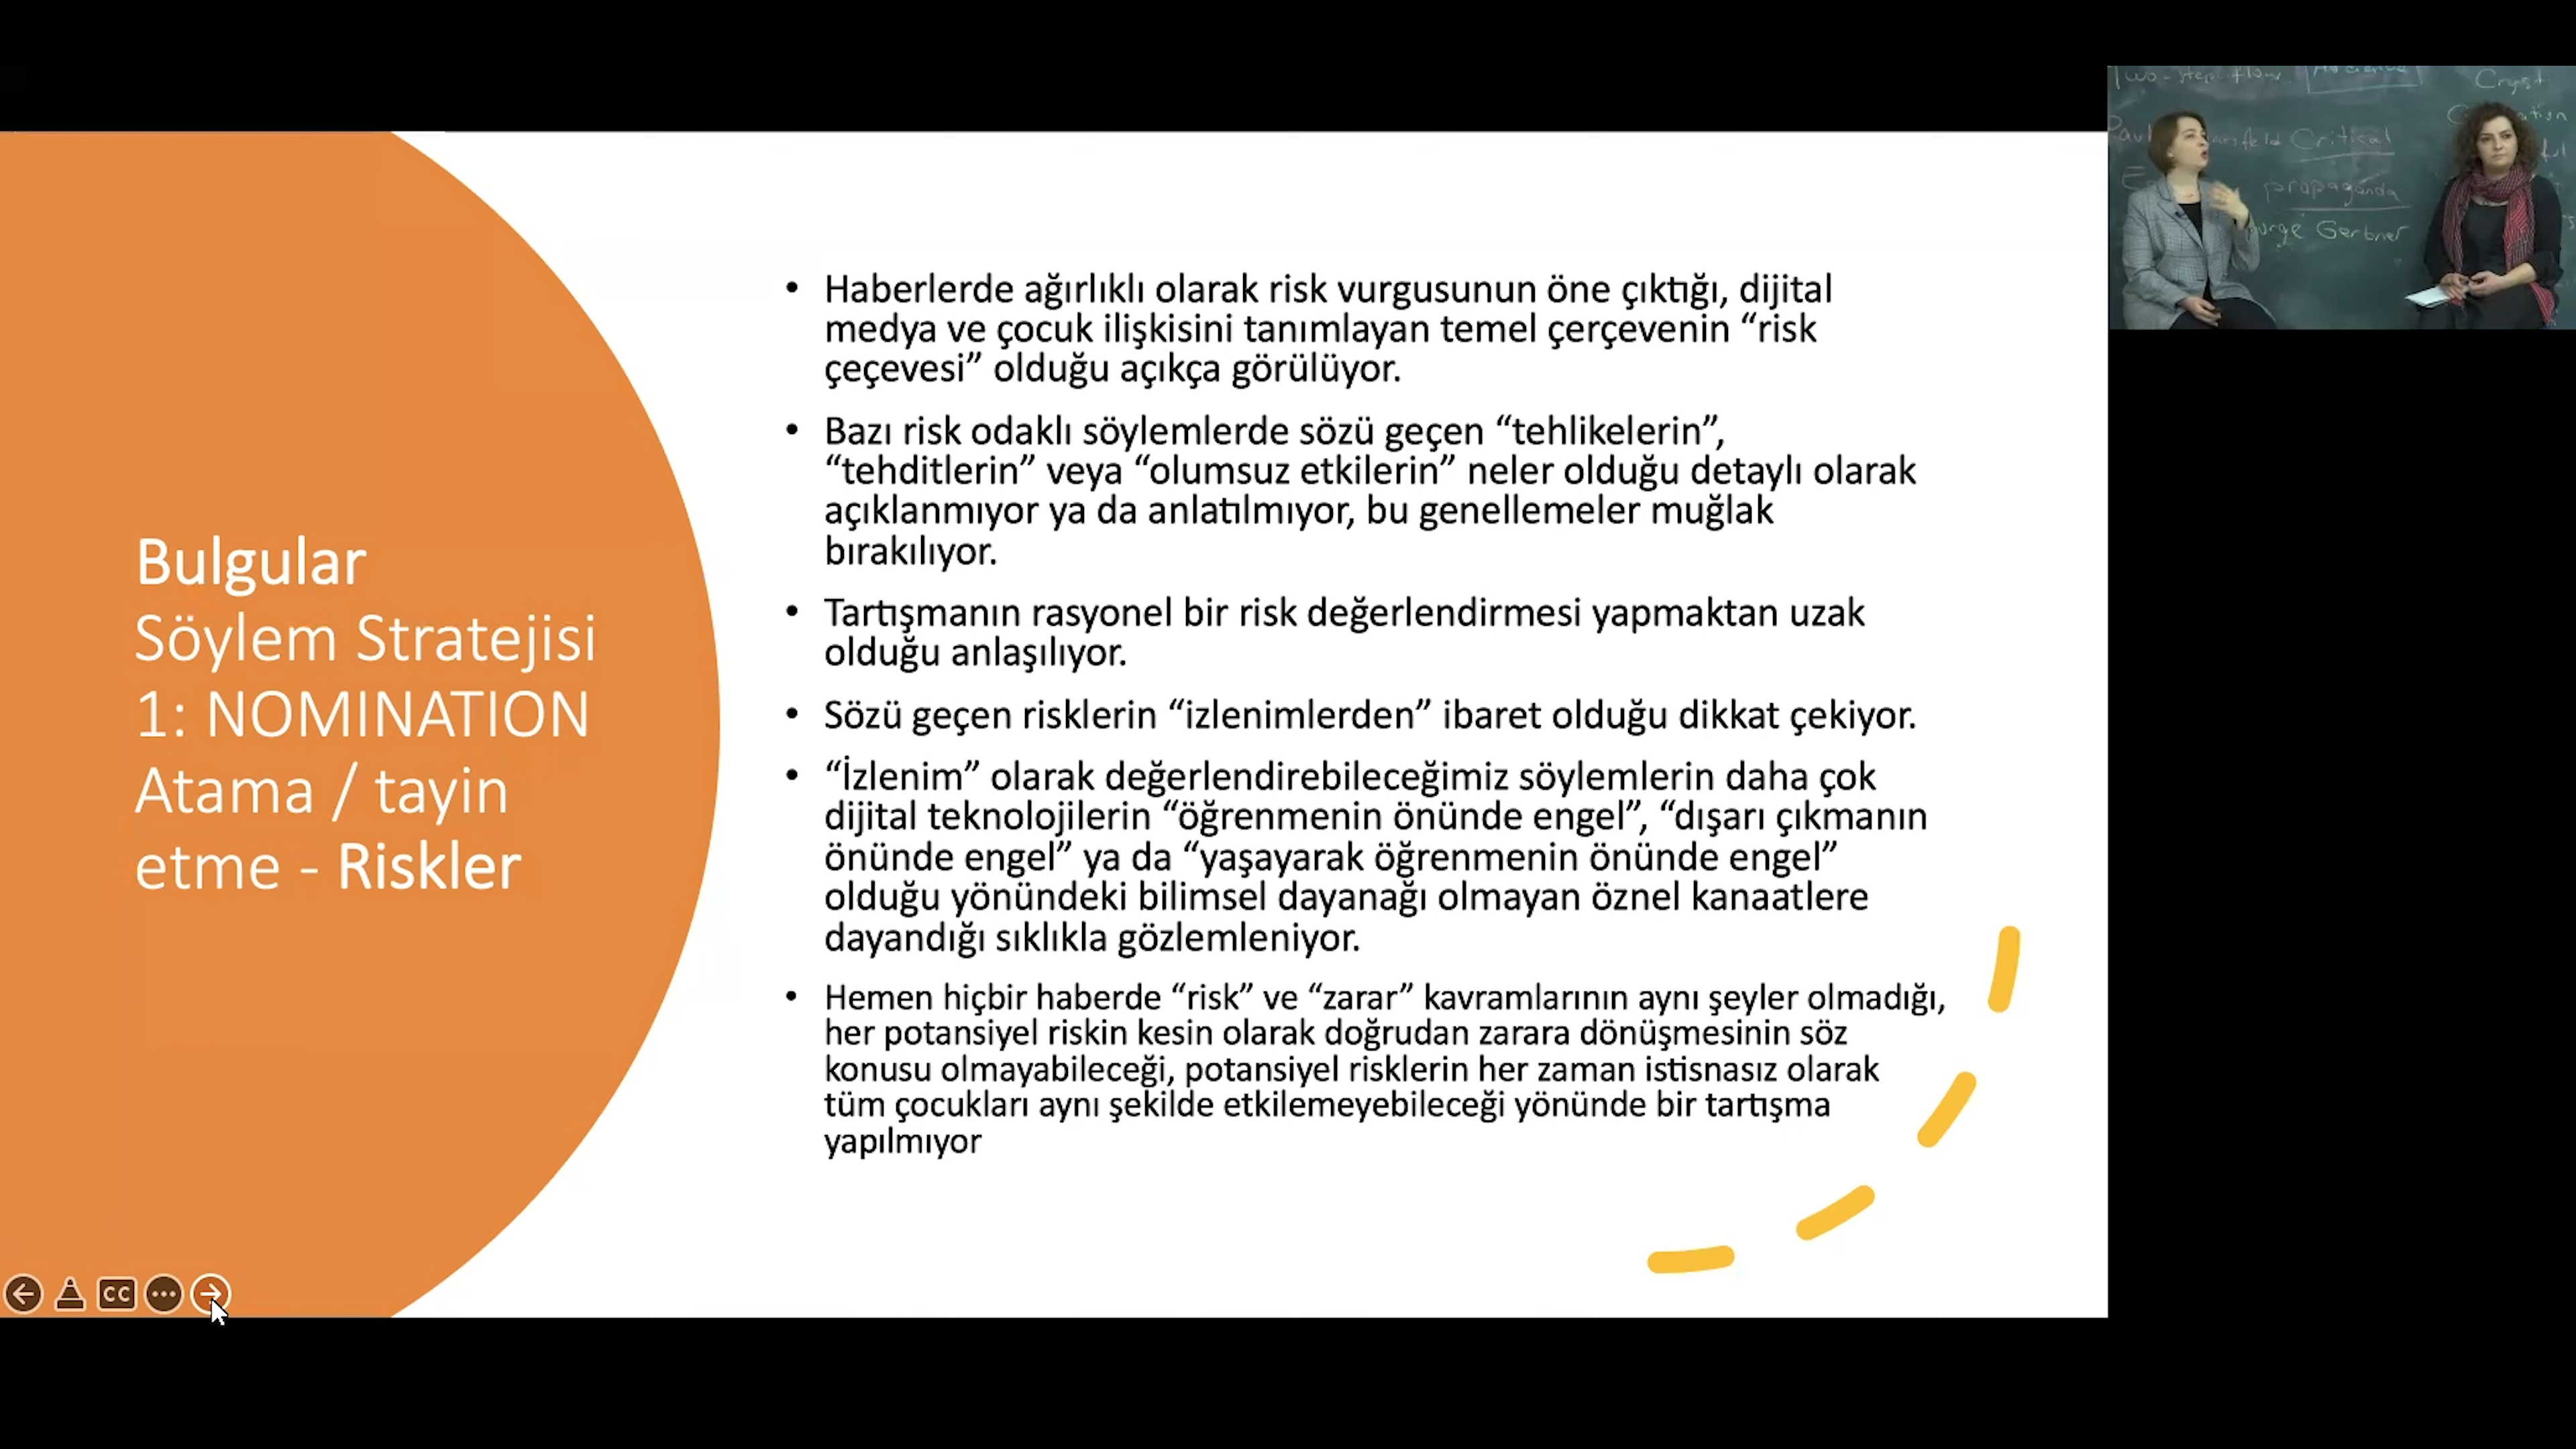 Bulgular
Söylem Stratejisi
1: NOMINATION
Atama / tayin
etme - Riskler
• Haberlerde ağırlıklı olarak risk vurgusunun öne çıktığı, dijital
medya ve çocuk ilişkisini tanımlayan temel çerçevenin “risk
çeçevesi” olduğu açıkça görülüyor.
• Bazı risk odaklı söylemlerde sözü geçen “tehlikelerin”,
“tehditlerin” veya “olumsuz etkilerin” neler olduğu detaylı olarak
açıklanmıyor ya da anlatılmıyor, bu genellemeler muğlak
bırakılıyor.
• Tartışmanın rasyonel bir risk değerlendirmesi yapmaktan uzak
olduğu anlaşılıyor.
• Sözü geçen risklerin “izlenimlerden” ibaret olduğu dikkat çekiyor.
• “İzlenim” olarak değerlendirebileceğimiz söylemlerin daha çok
dijital teknolojilerin “öğrenmenin önünde engel”, “dışarı çıkmanın
önünde engel” ya da “yaşayarak öğrenmenin önünde engel”
olduğu yönündeki bilimsel dayanağı olmayan öznel kanaatlere
dayandığı sıklıkla gözlemleniyor.
• Hemen hiçbir haberde “risk” ve “zarar” kavramlarının aynı şeyler olmadığı,
her potansiyel riskin kesin olarak doğrudan zarara dönüşmesinin söz
konusu olmayabileceği, potansiyel risklerin her zaman istisnasız olarak
tüm çocukları aynı şekilde etkilemeyebileceği yönünde bir tartışma
yapılmıyor
CC
Two-step flow
Critical
propaganda
Gerbner